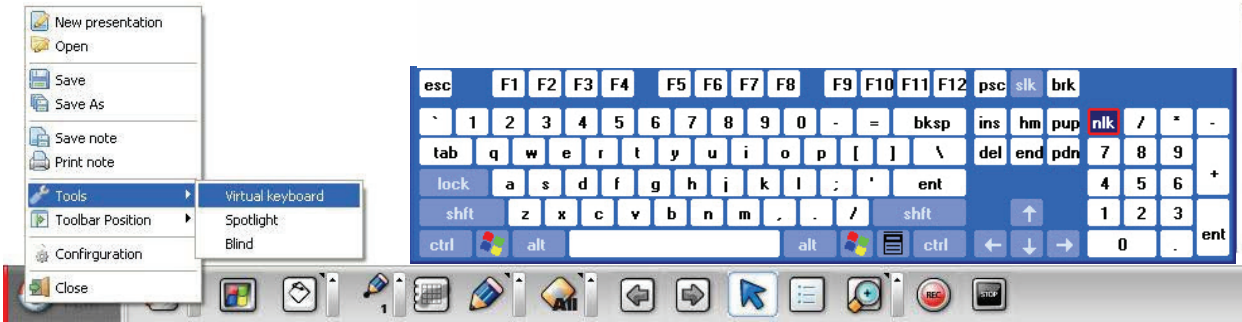 New presentation
Open
Save
Save As
Save note
Print note
Tools
Toolbar Position
Confirguration
Close
Virtual keyboard
Spotlight
Blind
esc F1 F2 F3 F4 F5 F6 F7 F8 F9 F10 F11 F12 psc slk brk
` 1 2 3 4 5 6 7 8 9 0 - = bksp ins hm pup nlk / * -
tab q w e r t y u i o p [ ] \ del end pdn 7 8 9 +
lock a s d f g h j k l ; ' ent 4 5 6
shft z x c v b n m , . / shft ↑ 1 2 3 ent
ctrl alt alt ctrl ← ↓ → 0 .
1 All REC STOP